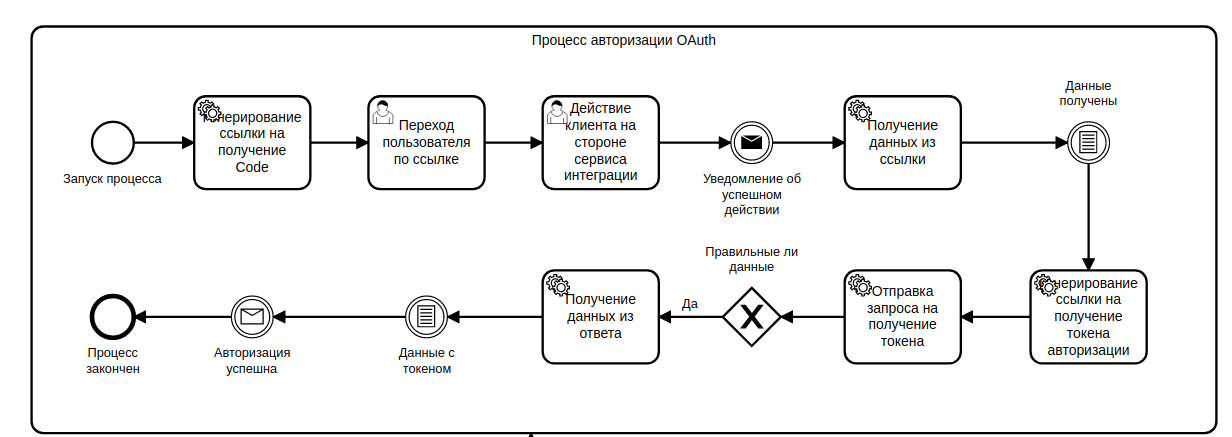 Процесс авторизации OAuth
Запуск процесса
Генерирование
ссылки на
получение
Code
Переход
пользователя
по ссылке
Действие
клиента на
стороне
сервиса
интеграции
Уведомление об
успешном
действии
Получение
данных из
ссылки
Данные
получены
Генерирование
ссылки на
получение
токена
авторизации
Отправка
запроса на
получение
токена
Правильные ли
данные
Да
Получение
данных из
ответа
Данные с
токеном
Авторизация
успешна
Процесс
закончен